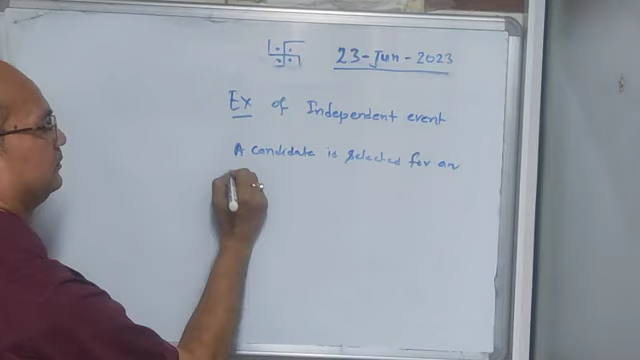 23-Jun-2023
Ex of Independent event
A candidate is selected for an